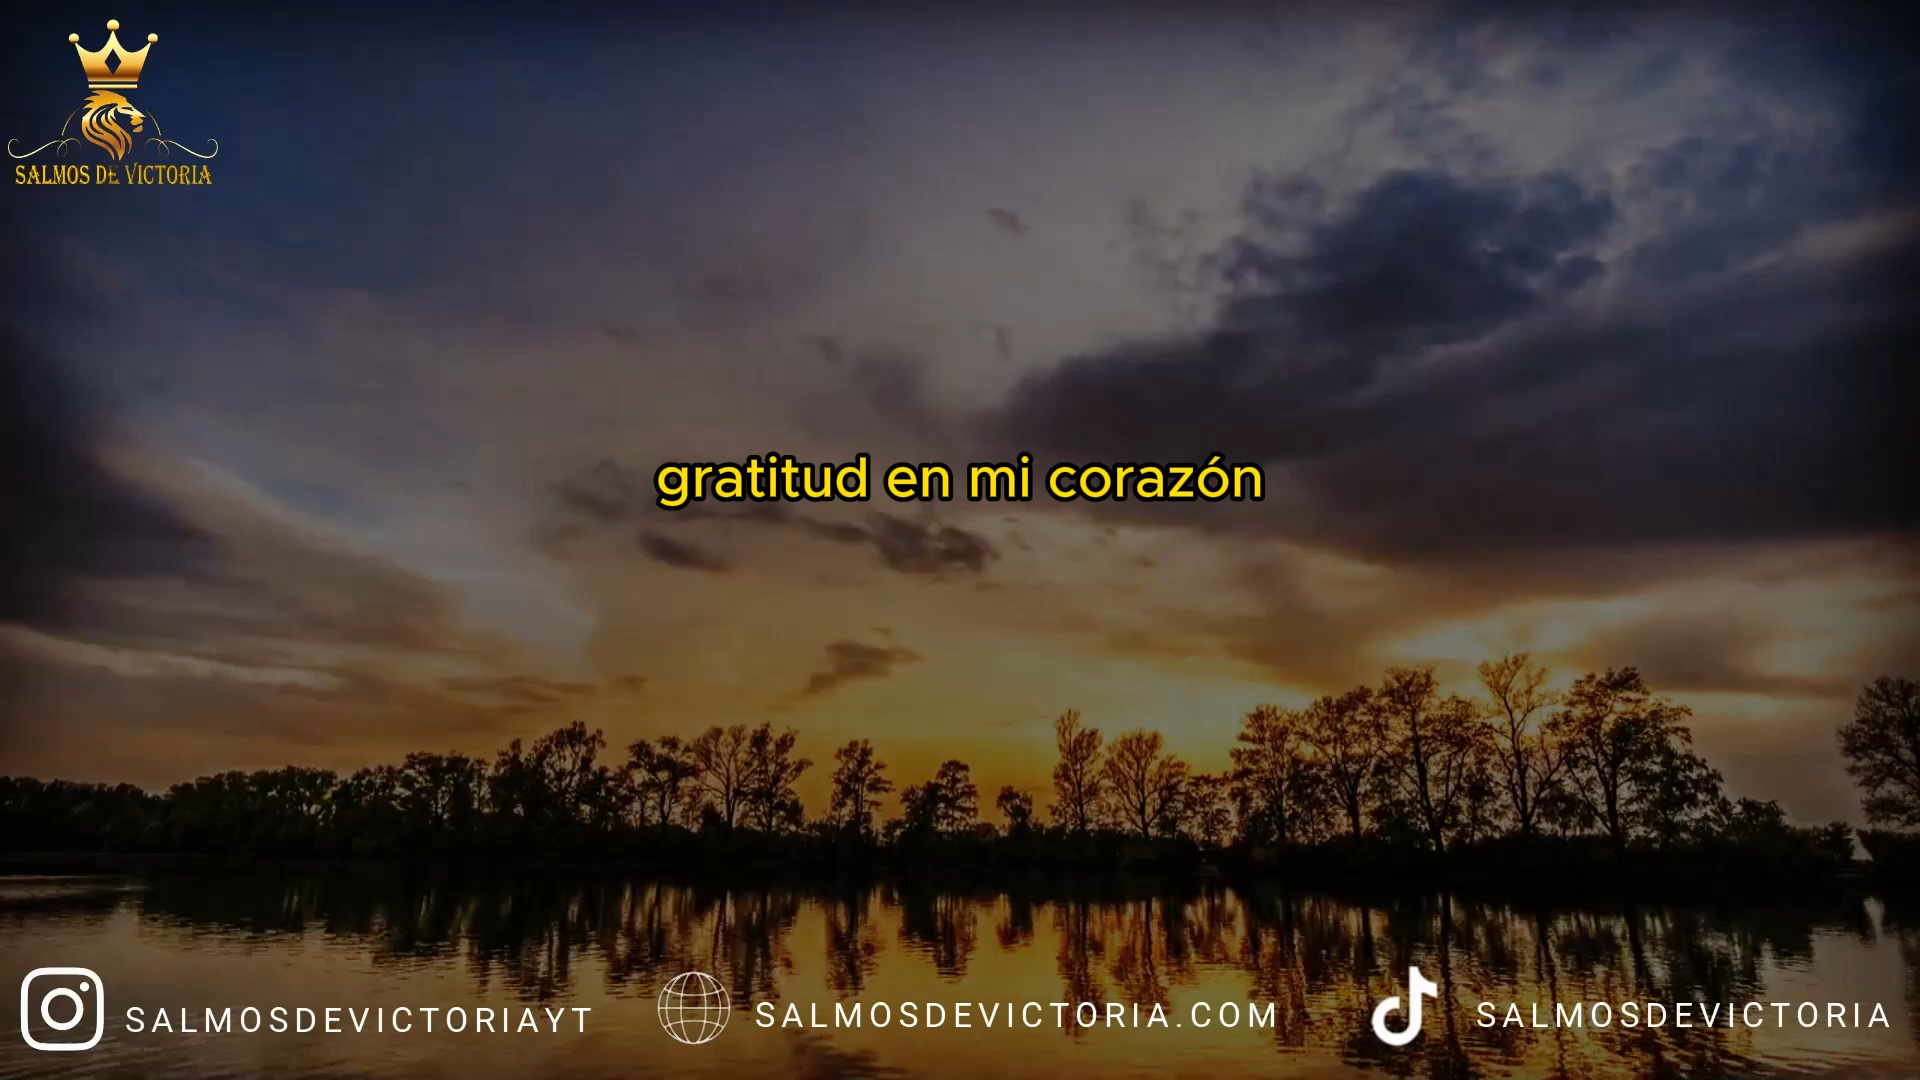 SALMOS DE VICTORIA
gratitud en mi corazón
SALMOSDEVICTORIAYT
SALMOSDEVICTORIA.COM
SALMOSDEVICTORIA